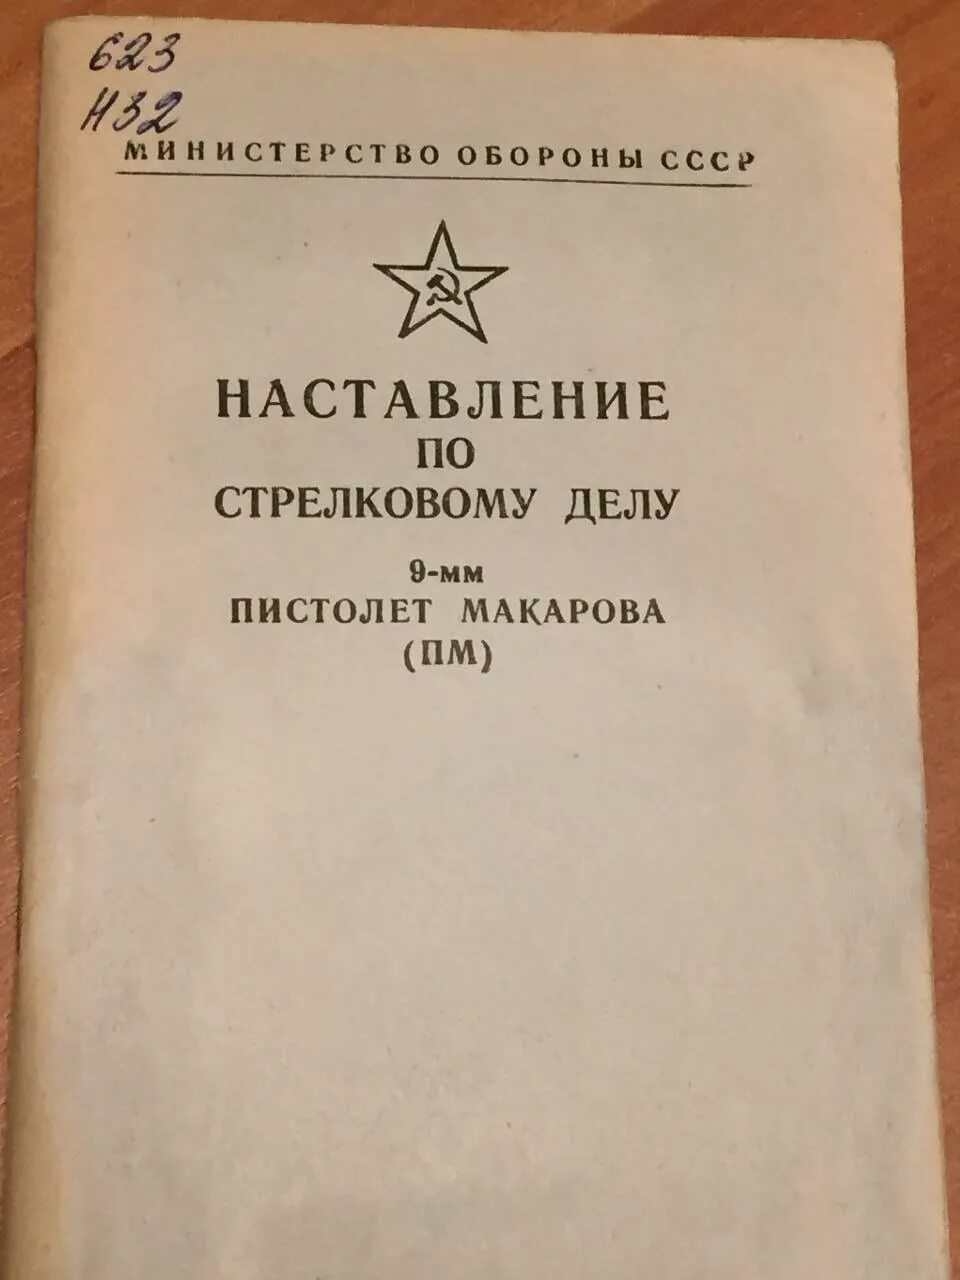 623
Н32
МИНИСТЕРСТВО ОБОРОНЫ СССР
НАСТАВЛЕНИЕ
ПО
СТРЕЛКОВОМУ ДЕЛУ
9-мм
ПИСТОЛЕТ МАКАРОВА
(ПМ)